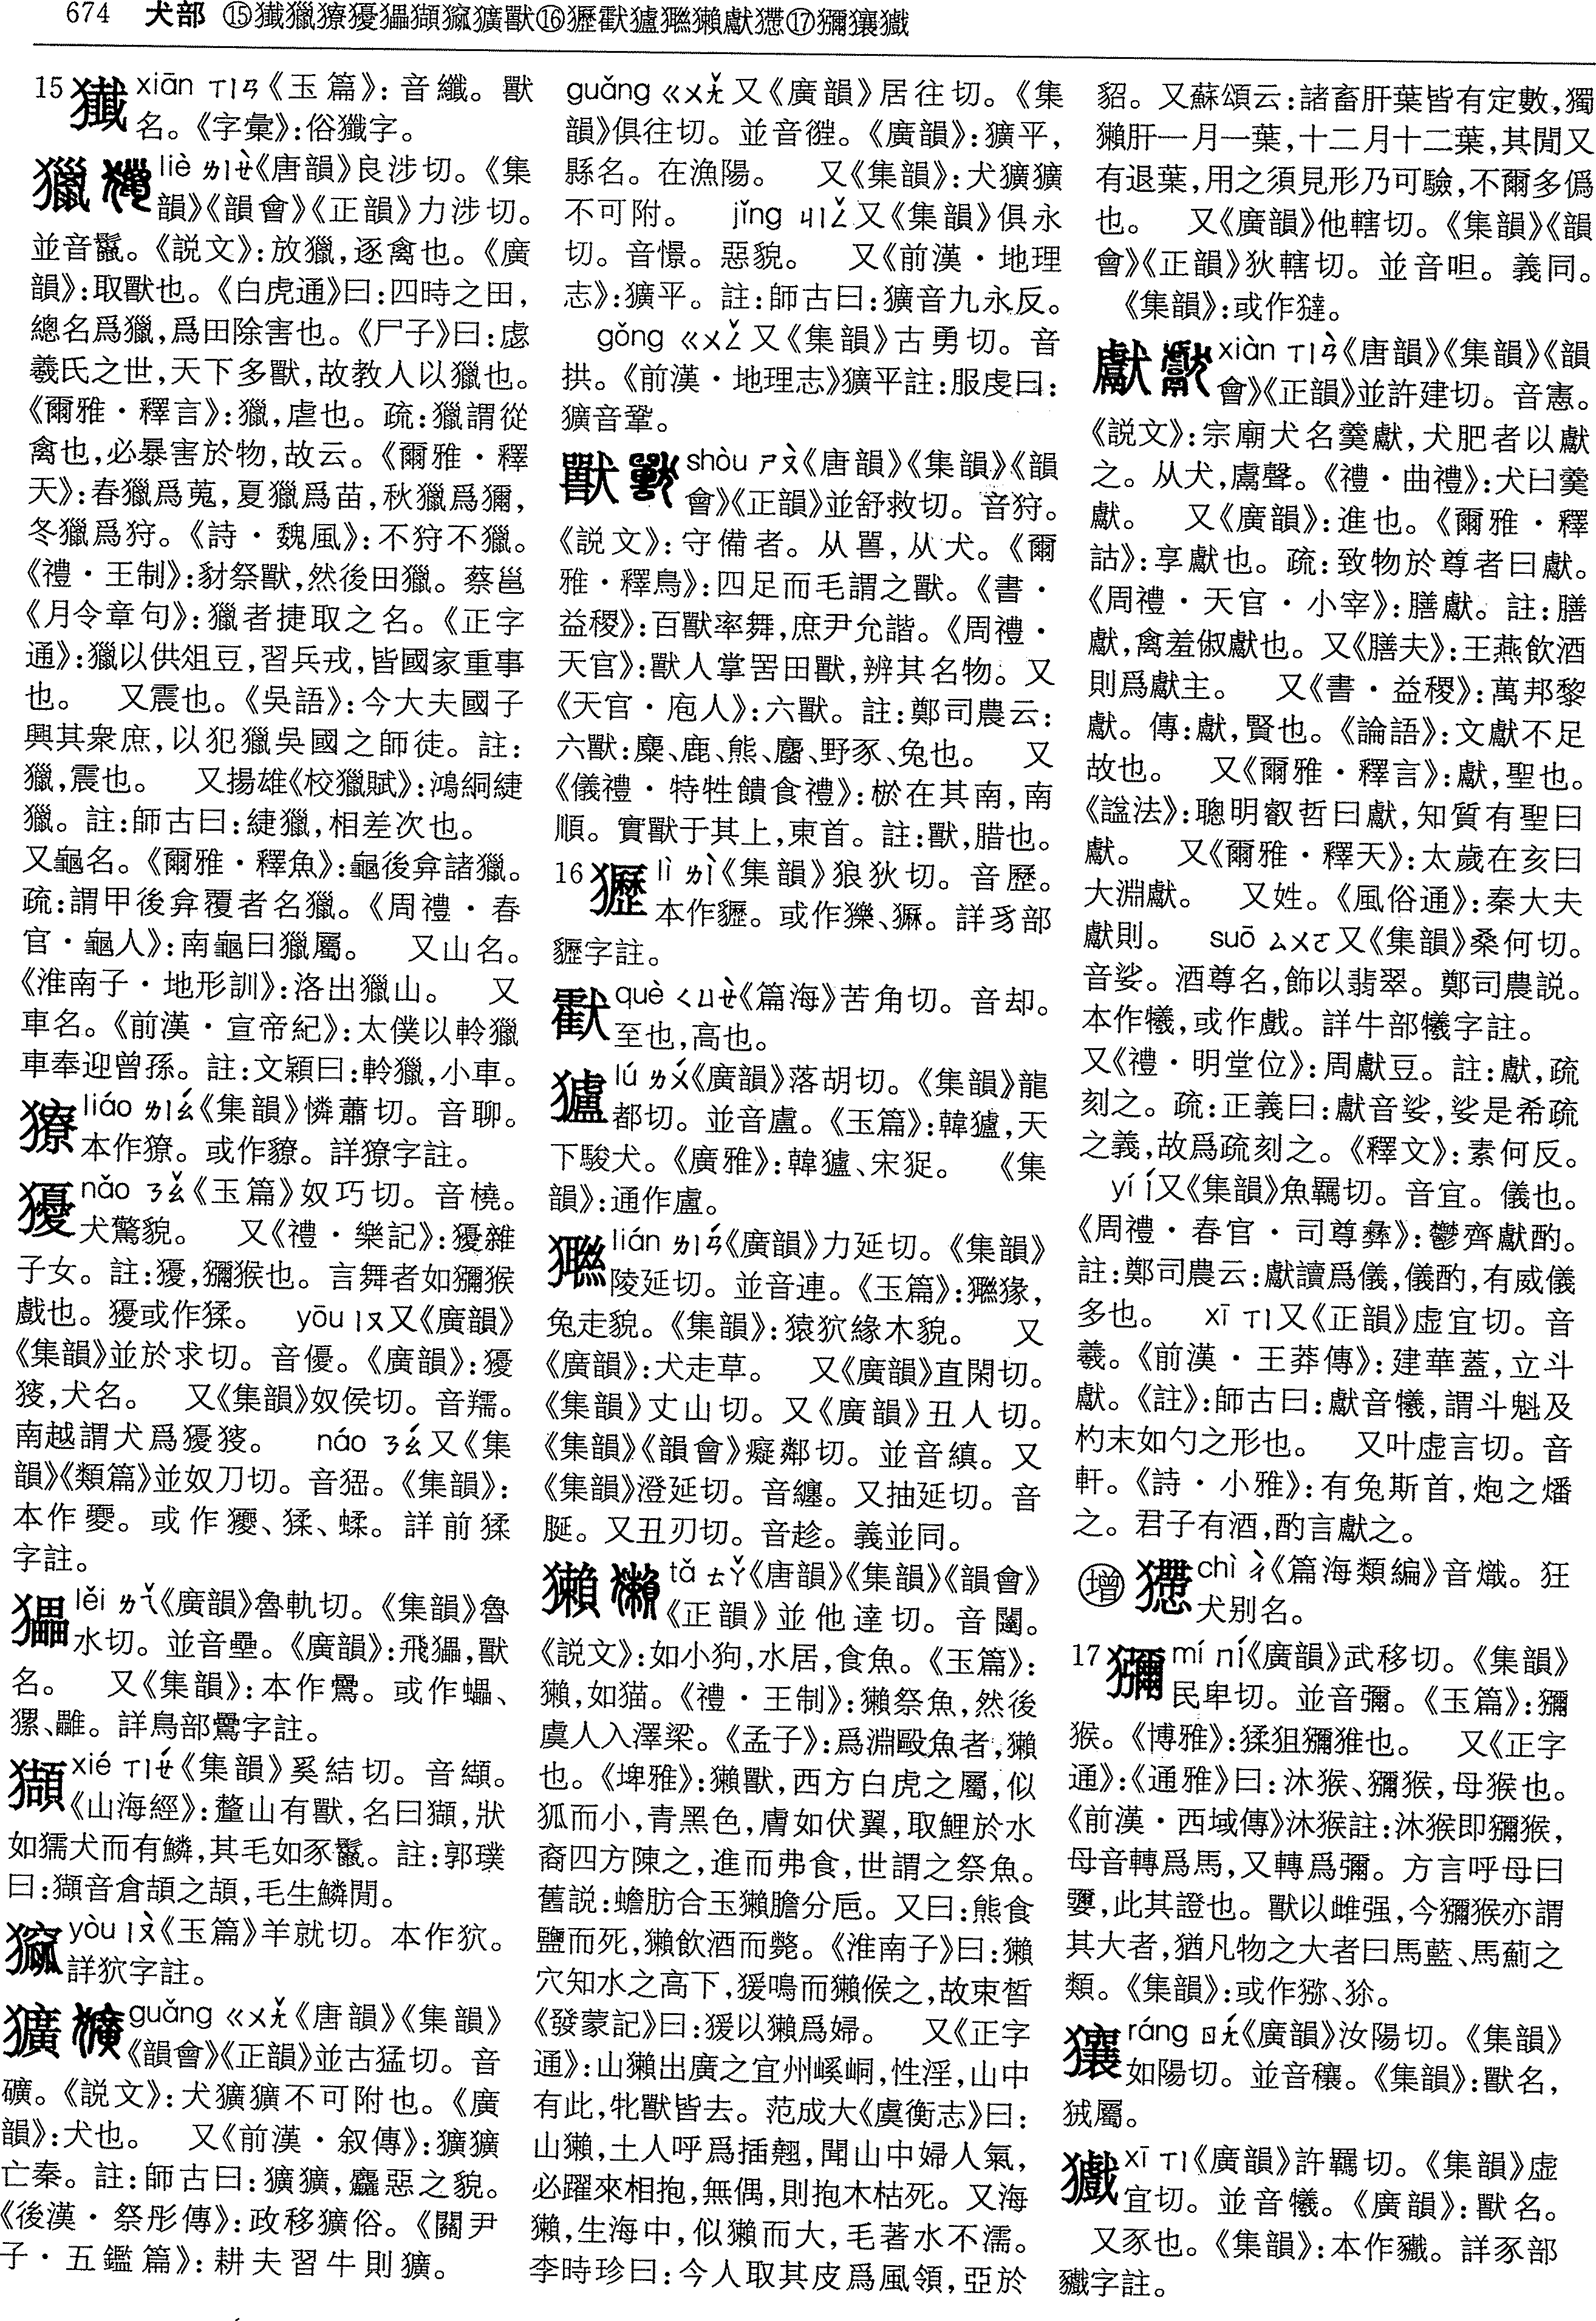 674 犬部 ⑮㺤獵獠獶𤣂㺢𤣎獷獸⑯㺡䝞獹𤣆獺獻㺣⑰獼獽㺤
15 xiān ㄒㄧㄢ《玉篇》：音纖。獸
名。《字彙》：俗玁字。
獵 liè ㄌㄧㄝˋ《唐韻》良涉切。《集
韻》《韻會》《正韻》力涉切。
並音鬣。《説文》：放獵，逐禽也。《廣
韻》：取獸也。《白虎通》曰：四時之田，
總名爲獵，爲田除害也。《尸子》曰：虙
羲氏之世，天下多獸，故教人以獵也。
《爾雅·釋言》：獵，虐也。疏：獵謂從
禽也，必暴害於物，故云。《爾雅·釋
天》：春獵爲蒐，夏獵爲苗，秋獵爲獮，
冬獵爲狩。《詩·魏風》：不狩不獵。
《禮·王制》：豺祭獸，然後田獵。蔡邕
《月令章句》：獵者捷取之名。《正字
通》：獵以供俎豆，習兵戎，皆國家重事
也。　又震也。《吳語》：今大夫國子
興其衆庶，以犯獵吳國之師徒。註：
獵，震也。　又揚雄《校獵賦》：鴻絧緁
獵。註：師古曰：緁獵，相差次也。
又龜名。《爾雅·釋魚》：龜後弇諸獵。
疏：謂甲後弇覆者名獵。《周禮·春
官·龜人》：南龜曰獵屬。　又山名。
《淮南子·地形訓》：洛出獵山。　又
車名。《前漢·宣帝紀》：太僕以軨獵
車奉迎曾孫。註：文穎曰：軨獵，小車。
liáo ㄌㄧㄠˊ《集韻》憐蕭切。音聊。
本作獠。或作䝤。詳獠字註。
獶 nǎo ㄋㄠˇ《玉篇》奴巧切。音橈。
犬驚貌。　又《禮·樂記》：獶雜
子女。註：獶，獼猴也。言舞者如獼猴
戲也。獶或作猱。　yōu ㄧㄡ又《廣韻》
《集韻》並於求切。音優。《廣韻》：獶
㺉，犬名。　又《集韻》奴侯切。音獳。
南越謂犬爲獶㺉。　náo ㄋㄠˊ又《集
韻》《類篇》並奴刀切。音猱。《集韻》：
本作夒。或作獿、猱、蝚。詳前猱
字註。
lěi ㄌㄟˇ《廣韻》魯軌切。《集韻》魯
水切。並音壘。《廣韻》：飛，獸
名。　又《集韻》：本作鸓。或作蠝、
、。詳鳥部鸓字註。
xié ㄒㄧㄝˊ《集韻》奚結切。音纈。
《山海經》：釐山有獸，名曰，狀
如獳犬而有鱗，其毛如豕鬣。註：郭璞
曰：音倉頡之頡，毛生鱗閒。
yòu ㄧㄡˋ《玉篇》羊就切。本作狖。
詳狖字註。
獷 guǎng ㄍㄨㄤˇ《唐韻》《集韻》
《韻會》《正韻》並古猛切。音
礦。《説文》：犬獷獷不可附也。《廣
韻》：犬也。　又《前漢·叙傳》：獷獷
亡秦。註：師古曰：獷獷，麤惡之貌。
《後漢·祭肜傳》：政移獷俗。《關尹
子·五鑑篇》：耕夫習牛則獷。
guǎng ㄍㄨㄤˇ又《廣韻》居往切。《集
韻》俱往切。並音俇。《廣韻》：獷平，
縣名。在漁陽。　又《集韻》：犬獷獷
不可附。　jǐng ㄐㄧㄥˇ又《集韻》俱永
切。音憬。惡貌。　又《前漢·地理
志》：獷平。註：師古曰：獷音九永反。
gǒng ㄍㄨㄥˇ又《集韻》古勇切。音
拱。《前漢·地理志》獷平註：服虔曰：
獷音鞏。
獸 shòu ㄕㄡˋ《唐韻》《集韻》《韻
會》《正韻》並舒救切。音狩。
《説文》：守備者。从嘼，从犬。《爾
雅·釋鳥》：四足而毛謂之獸。《書·
益稷》：百獸率舞，庶尹允諧。《周禮·
天官》：獸人掌罟田獸，辨其名物。又
《天官·庖人》：六獸。註：鄭司農云：
六獸：麋、鹿、熊、麕、野豕、兔也。　又
《儀禮·特牲饋食禮》：棜在其南，南
順。實獸于其上，東首。註：獸，腊也。
16 lì ㄌㄧˋ《集韻》狼狄切。音歷。
本作。或作、。詳豸部
字註。
què ㄑㄩㄝˋ《篇海》苦角切。音却。
至也，高也。
獹 lú ㄌㄨˊ《廣韻》落胡切。《集韻》龍
都切。並音盧。《玉篇》：韓獹，天
下駿犬。《廣雅》：韓獹、宋㹱。　《集
韻》：通作盧。
lián ㄌㄧㄢˊ《廣韻》力延切。《集韻》
陵延切。並音連。《玉篇》：猭，
兔走貌。《集韻》：猿狖緣木貌。　又
《廣韻》：犬走草。　又《廣韻》直閑切。
《集韻》丈山切。又《廣韻》丑人切。
《集韻》《韻會》癡鄰切。並音縝。又
《集韻》澄延切。音纏。又抽延切。音
脡。又丑刃切。音趁。義並同。
獺 tǎ ㄊㄚˇ《唐韻》《集韻》《韻會》
《正韻》並他達切。音闥。
《説文》：如小狗，水居，食魚。《玉篇》：
獺，如猫。《禮·王制》：獺祭魚，然後
虞人入澤梁。《孟子》：爲淵毆魚者，獺
也。《埤雅》：獺獸，西方白虎之屬，似
狐而小，青黑色，膚如伏翼，取鯉於水
裔四方陳之，進而弗食，世謂之祭魚。
舊説：蟾肪合玉獺膽分巵。又曰：熊食
鹽而死，獺飲酒而斃。《淮南子》曰：獺
穴知水之高下，猨鳴而獺候之，故束皙
《發蒙記》曰：猨以獺爲婦。　又《正字
通》：山獺出廣之宜州嵠峒，性淫，山中
有此，牝獸皆去。范成大《虞衡志》曰：
山獺，土人呼爲插翹，聞山中婦人氣，
必躍來相抱，無偶，則抱木枯死。又海
獺，生海中，似獺而大，毛著水不濡。
李時珍曰：今人取其皮爲風領，亞於
貂。又蘇頌云：諸畜肝葉皆有定數，獨
獺肝一月一葉，十二月十二葉，其閒又
有退葉，用之須見形乃可驗，不爾多僞
也。　又《廣韻》他轄切。《集韻》《韻
會》《正韻》狄轄切。並音呾。義同。
《集韻》：或作㺚。
獻 xiàn ㄒㄧㄢˋ《唐韻》《集韻》《韻
會》《正韻》並許建切。音憲。
《説文》：宗廟犬名羹獻，犬肥者以獻
之。从犬，鬳聲。《禮·曲禮》：犬曰羹
獻。　又《廣韻》：進也。《爾雅·釋
詁》：享獻也。疏：致物於尊者曰獻。
《周禮·天官·小宰》：膳獻。註：膳
獻，禽羞俶獻也。又《膳夫》：王燕飲酒
則爲獻主。　又《書·益稷》：萬邦黎
獻。傳：獻，賢也。《論語》：文獻不足
故也。　又《爾雅·釋言》：獻，聖也。
《諡法》：聰明叡哲曰獻，知質有聖曰
獻。　又《爾雅·釋天》：太歲在亥曰
大淵獻。　又姓。《風俗通》：秦大夫
獻則。　suō ㄙㄨㄛ又《集韻》桑何切。
音娑。酒尊名，飾以翡翠。鄭司農説。
本作犧，或作戲。詳牛部犧字註。
又《禮·明堂位》：周獻豆。註：獻，疏
刻之。疏：正義曰：獻音娑，娑是希疏
之義，故爲疏刻之。《釋文》：素何反。
yí ㄧˊ又《集韻》魚羈切。音宜。儀也。
《周禮·春官·司尊彝》：鬱齊獻酌。
註：鄭司農云：獻讀爲儀，儀酌，有威儀
多也。　xī ㄒㄧ又《正韻》虛宜切。音
羲。《前漢·王莽傳》：建華蓋，立斗
獻。《註》：師古曰：獻音犧，謂斗魁及
杓末如勺之形也。　又叶虛言切。音
軒。《詩·小雅》：有兔斯首，炮之燔
之。君子有酒，酌言獻之。
增 chì ㄔˋ《篇海類編》音熾。狂
犬别名。
17 獼 mí ㄇㄧˊ《廣韻》武移切。《集韻》
民卑切。並音彌。《玉篇》：獼
猴。《博雅》：猱狙獼猴也。　又《正字
通》：《通雅》曰：沐猴、獼猴，母猴也。
《前漢·西域傳》沐猴註：沐猴即獼猴，
母音轉爲馬，又轉爲彌。方言呼母曰
㜷，此其證也。獸以雌强，今獼猴亦謂
其大者，猶凡物之大者曰馬藍、馬薊之
類。《集韻》：或作猕、狝。
獽 ráng ㄖㄤˊ《廣韻》汝陽切。《集韻》
如陽切。並音穰。《集韻》：獸名，
狨屬。
xī ㄒㄧ《廣韻》許羈切。《集韻》虛
宜切。並音犧。《廣韻》：獸名。
又豕也。《集韻》：本作。詳豕部
字註。